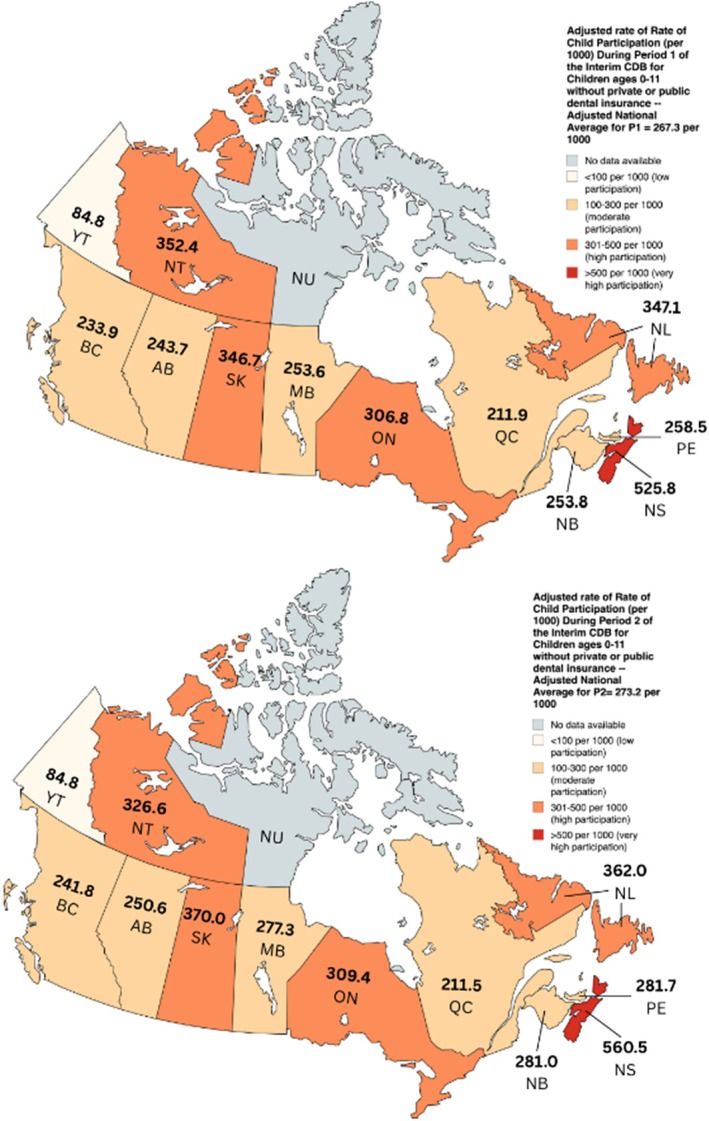 Adjusted rate of Rate of
Child Participation (per
1000) During Period 1 of
the Interim CDB for
Children ages 0-11
without private or public
dental insurance --
Adjusted National
Average for P1 = 267.3 per
1000
No data available
<100 per 1000 (low
participation)
100-300 per 1000
(moderate
participation)
301-500 per 1000
(high participation)
>500 per 1000 (very
high participation)
84.8
YT
352.4
NT
NU
233.9
BC
243.7
AB
346.7
SK
253.6
MB
306.8
ON
211.9
QC
347.1
NL
258.5
PE
525.8
NS
253.8
NB
Adjusted rate of Rate of
Child Participation (per
1000) During Period 2 of
the Interim CDB for
Children ages 0-11
without private or public
dental insurance --
Adjusted National
Average for P2= 273.2 per
1000
No data available
<100 per 1000 (low
participation)
100-300 per 1000
(moderate
participation)
301-500 per 1000
(high participation)
>500 per 1000 (very
high participation)
84.8
YT
326.6
NT
NU
241.8
BC
250.6
AB
370.0
SK
277.3
MB
309.4
ON
211.5
QC
362.0
NL
281.7
PE
560.5
NS
281.0
NB